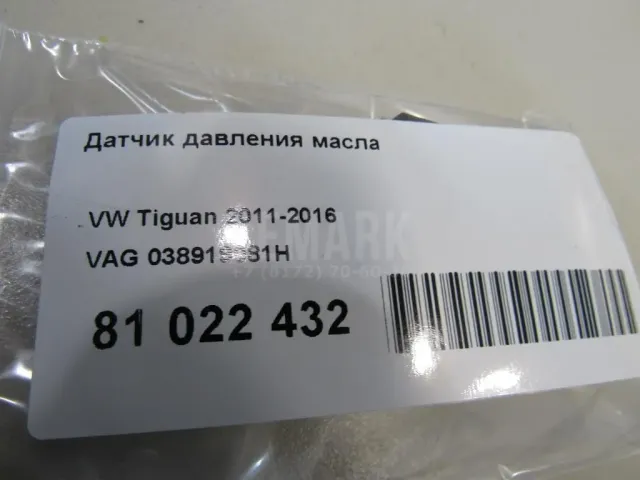 Датчик давления масла
VW Tiguan 2011-2016
VAG
81 022 432